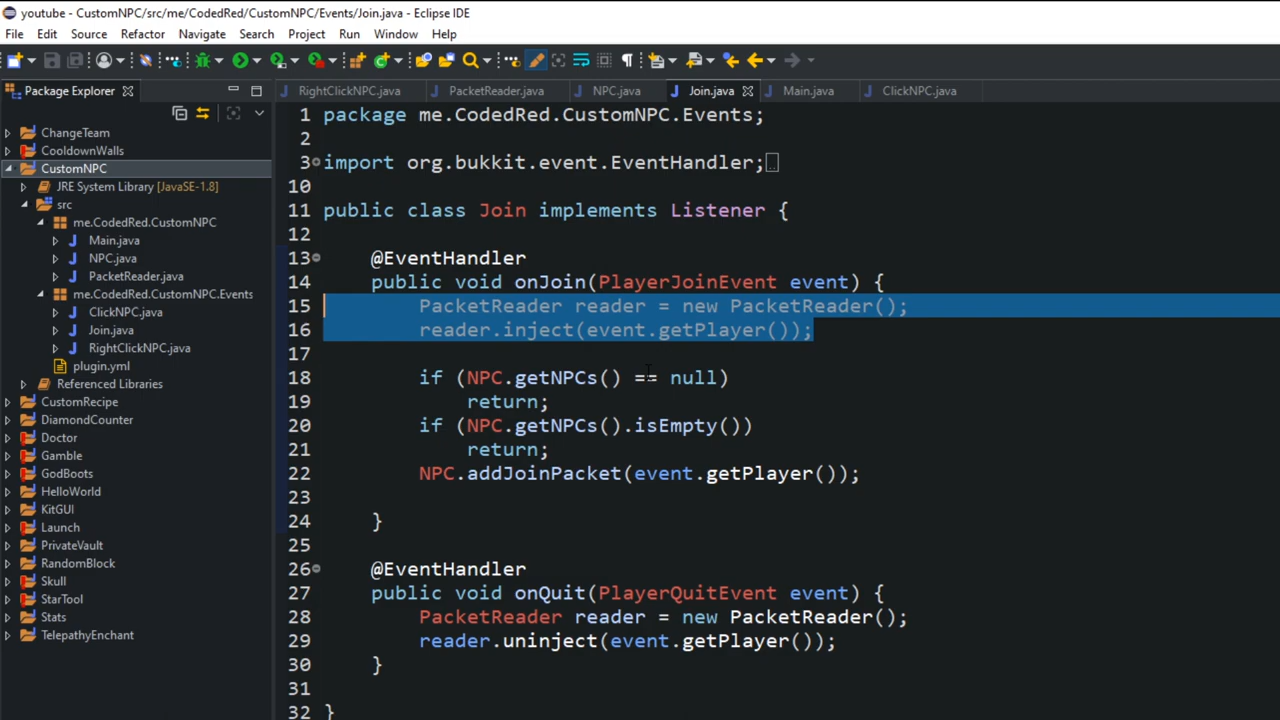 youtube - CustomNPC/src/me/CodedRed/CustomNPC/Events/Join.java - Eclipse IDE
File Edit Source Refactor Navigate Search Project Run Window Help
Package Explorer
RightClickNPC.java PacketReader.java NPC.java Join.java Main.java ClickNPC.java
ChangeTeam
CooldownWalls
CustomNPC
JRE System Library [JavaSE-1.8]
src
me.CodedRed.CustomNPC
Main.java
NPC.java
PacketReader.java
me.CodedRed.CustomNPC.Events
ClickNPC.java
Join.java
RightClickNPC.java
plugin.yml
Referenced Libraries
CustomRecipe
DiamondCounter
Doctor
Gamble
GodBoots
HelloWorld
KitGUI
Launch
PrivateVault
RandomBlock
Skull
StarTool
Stats
TelepathyEnchant
1 package me.CodedRed.CustomNPC.Events;
2
3 import org.bukkit.event.EventHandler;
10
11 public class Join implements Listener {
12
13 @EventHandler
14 public void onJoin(PlayerJoinEvent event) {
15 PacketReader reader = new PacketReader();
16 reader.inject(event.getPlayer());
17
18 if (NPC.getNPCs() == null)
19 return;
20 if (NPC.getNPCs().isEmpty())
21 return;
22 NPC.addJoinPacket(event.getPlayer());
23
24 }
25
26 @EventHandler
27 public void onQuit(PlayerQuitEvent event) {
28 PacketReader reader = new PacketReader();
29 reader.uninject(event.getPlayer());
30 }
31
32 }